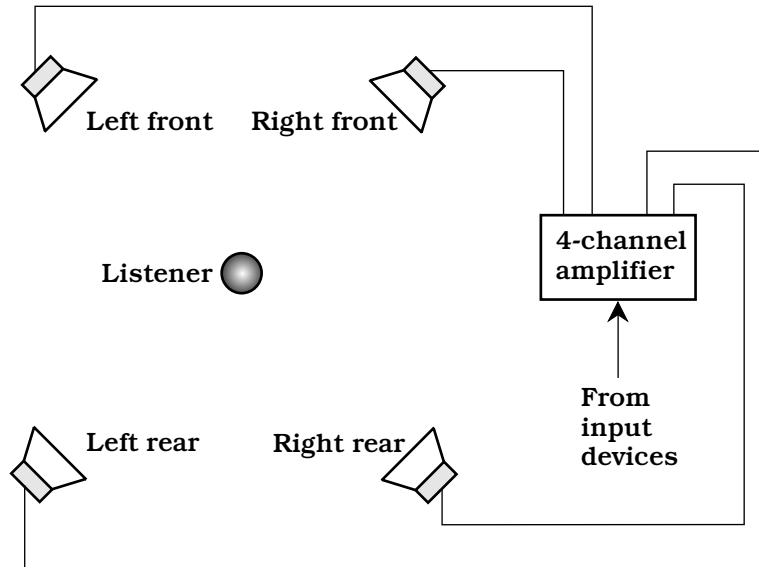 Left front
Right front
4-channel
amplifier
Listener
From
input
devices
Left rear
Right rear